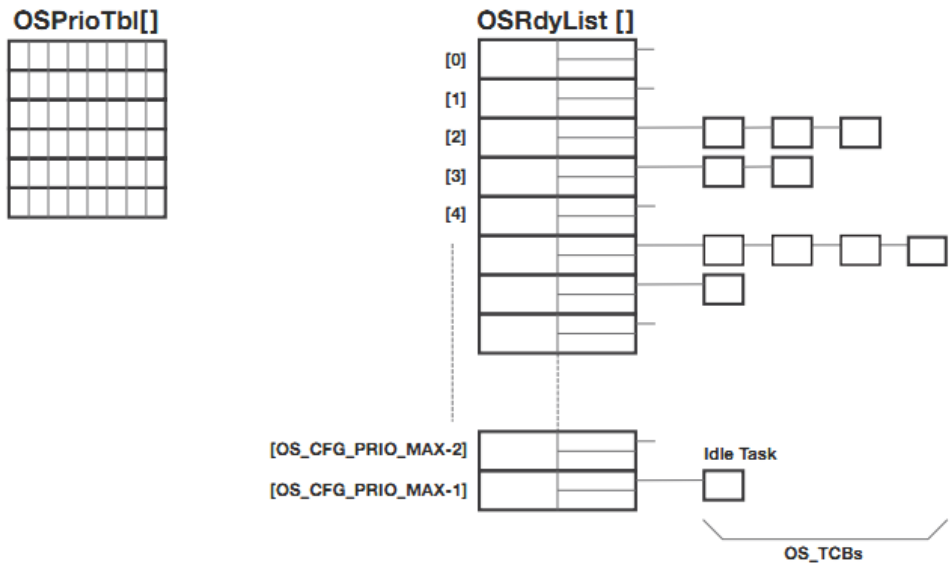 OSPrioTbl[]
OSRdyList []
[0]
[1]
[2]
[3]
[4]
[OS_CFG_PRIO_MAX-2]
Idle Task
[OS_CFG_PRIO_MAX-1]
OS_TCBs